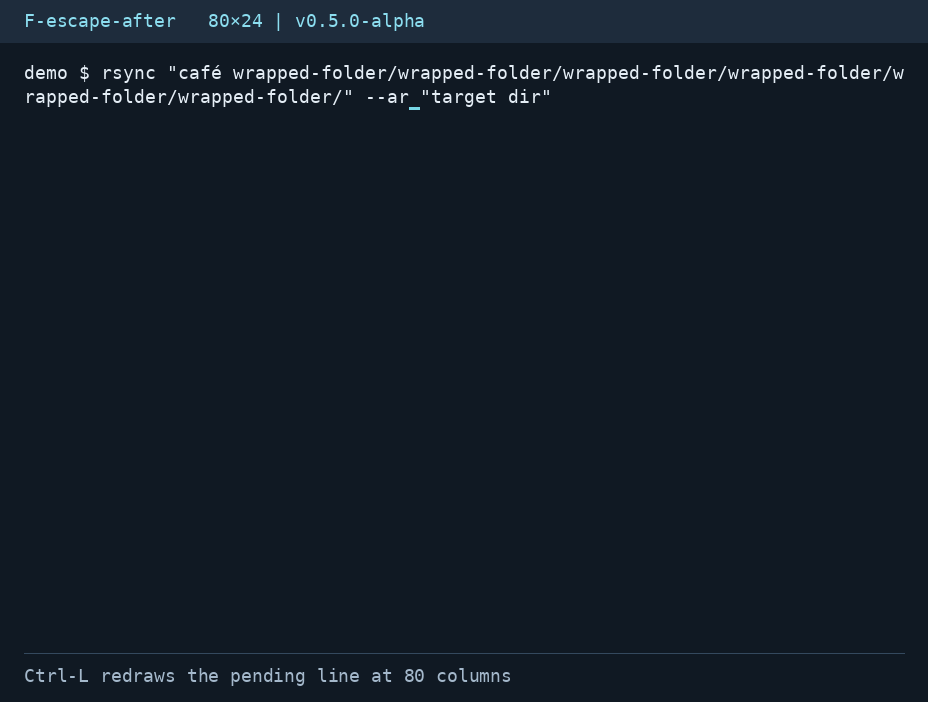 F-escape-after   80×24 | v0.5.0-alpha
demo $ rsync "café wrapped-folder/wrapped-folder/wrapped-folder/wrapped-folder/w
rapped-folder/wrapped-folder/" --ar "target dir"
Ctrl-L redraws the pending line at 80 columns